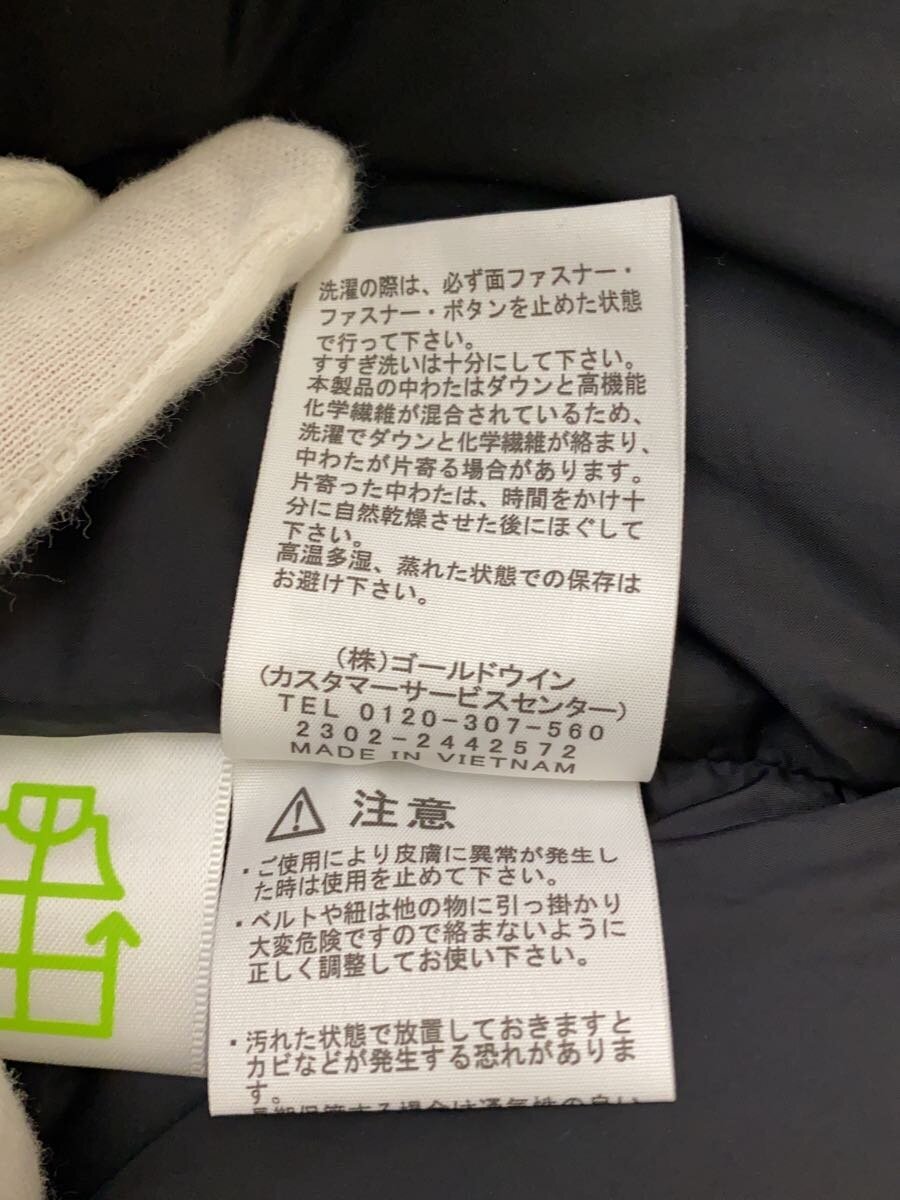 洗濯の際は、必ず面ファスナー・
ファスナー・ボタンを止めた状態
で行って下さい。
すすぎ洗いは十分にして下さい。
本製品の中わたはダウンと高機能
化学繊維が混合されているため、
洗濯でダウンと化学繊維が絡まり、
中わたが片寄る場合があります。
片寄った中わたは、時間をかけ十
分に自然乾燥させた後にほぐして
下さい。
高温多湿、蒸れた状態での保存は
お避け下さい。
(株)ゴールドウイン
(カスタマーサービスセンター)
TEL 0120-307-560
2302-2442572
MADE IN VIETNAM
注意
・ご使用により皮膚に異常が発生し
た時は使用を止めて下さい。
・ベルトや紐は他の物に引っ掛かり
大変危険ですので絡まないように
正しく調整してお使い下さい。
・汚れた状態で放置しておきますと
カビなどが発生する恐れがありま
す。
長期保管する場合は通気性の良い